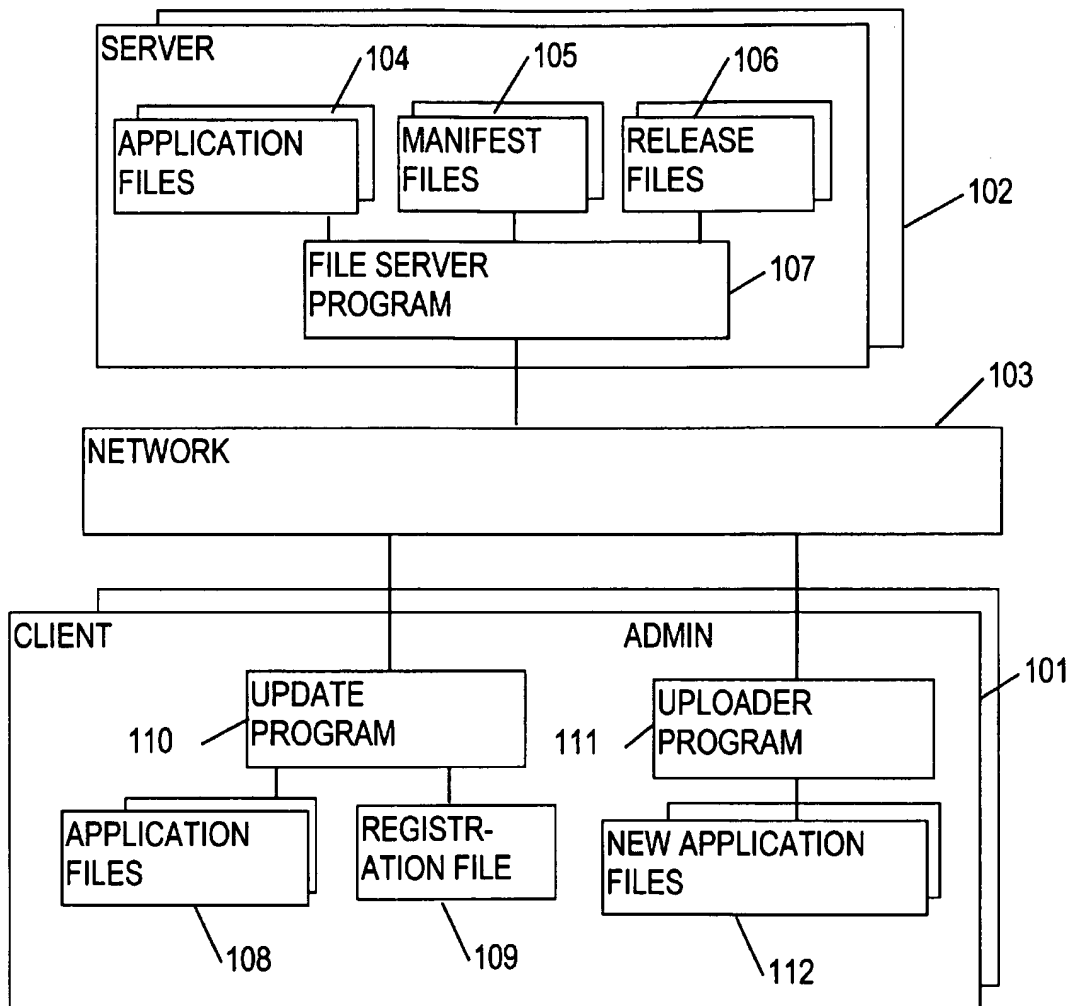 SERVER
104
105
106
APPLICATION
FILES
MANIFEST
FILES
RELEASE
FILES
102
FILE SERVER
PROGRAM
107
103
NETWORK
CLIENT
ADMIN
101
UPDATE
PROGRAM
110
UPLOADER
PROGRAM
111
APPLICATION
FILES
REGISTR-
ATION FILE
NEW APPLICATION
FILES
108
109
112